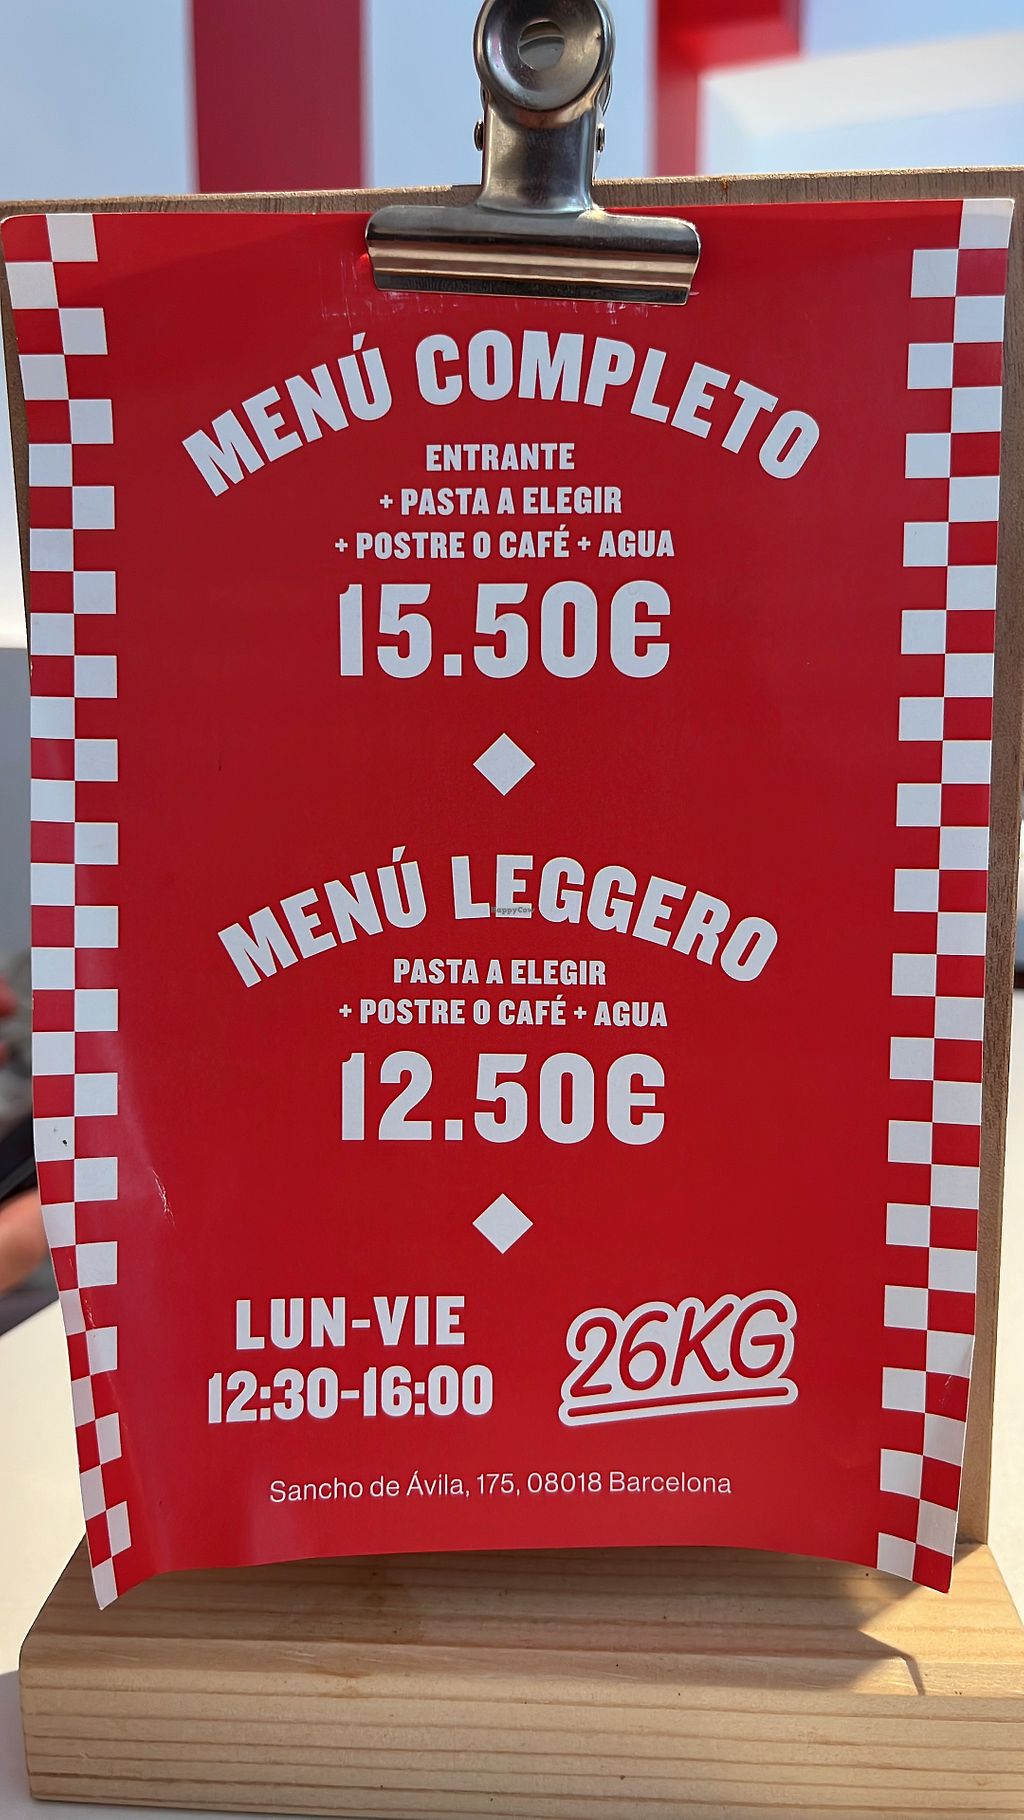 MENÚ COMPLETO
ENTRANTE
+ PASTA A ELEGIR
+ POSTRE O CAFÉ + AGUA
15.50€
MENÚ LEGGERO
HappyCow
PASTA A ELEGIR
+ POSTRE O CAFÉ + AGUA
12.50€
LUN-VIE
12:30-16:00
26KG
Sancho de Ávila, 175, 08018 Barcelona